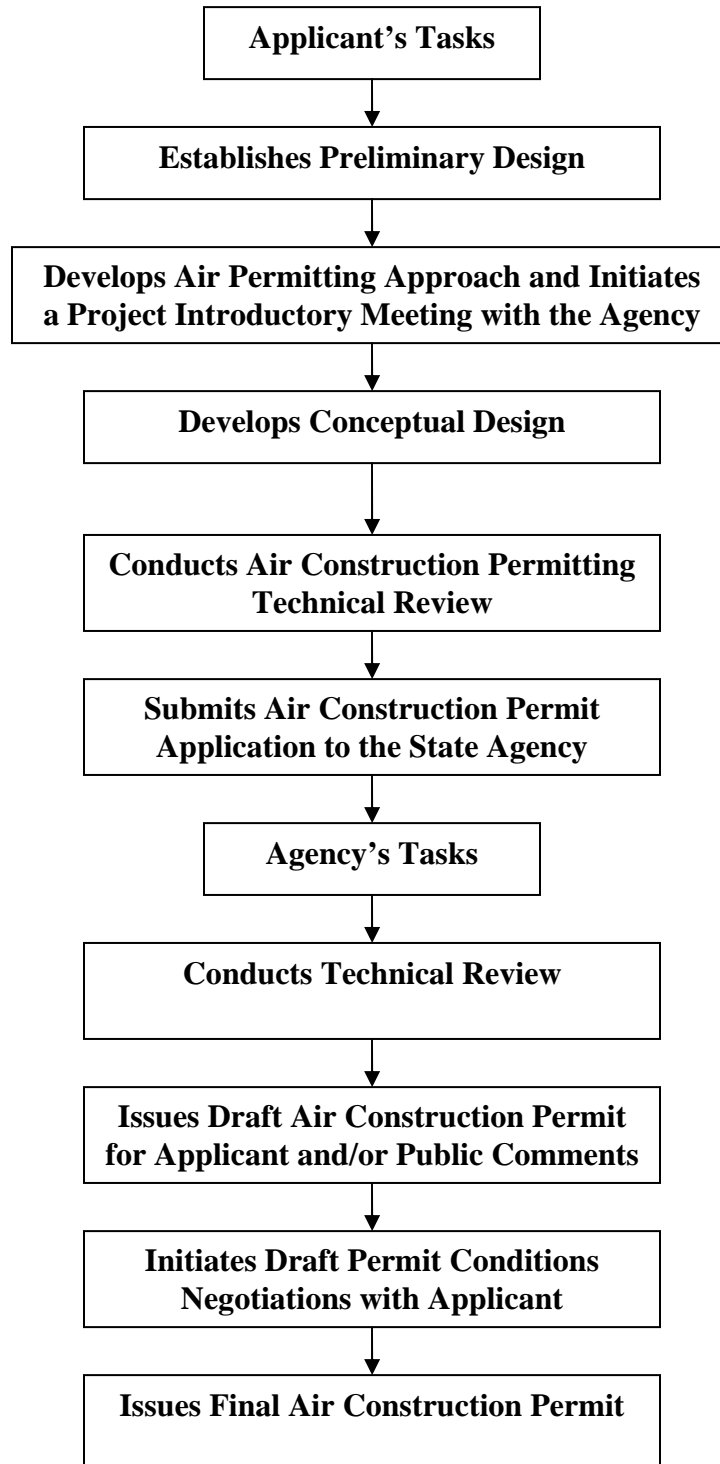 Applicant's Tasks
Establishes Preliminary Design
Develops Air Permitting Approach and Initiates
a Project Introductory Meeting with the Agency
Develops Conceptual Design
Conducts Air Construction Permitting
Technical Review
Submits Air Construction Permit
Application to the State Agency
Agency's Tasks
Conducts Technical Review
Issues Draft Air Construction Permit
for Applicant and/or Public Comments
Initiates Draft Permit Conditions
Negotiations with Applicant
Issues Final Air Construction Permit